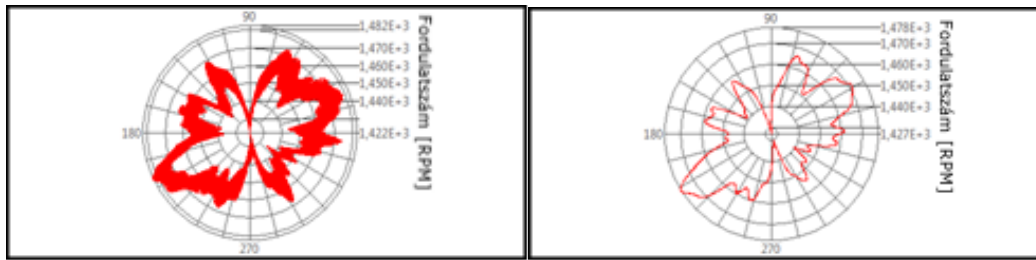 90
1,482E+3
1,470E+3
1,460E+3
1,450E+3
1,440E+3
1,422E+3
180
270
Fordulatszám [RPM]
90
1,478E+3
1,470E+3
1,460E+3
1,450E+3
1,440E+3
1,427E+3
180
270
Fordulatszám [RPM]